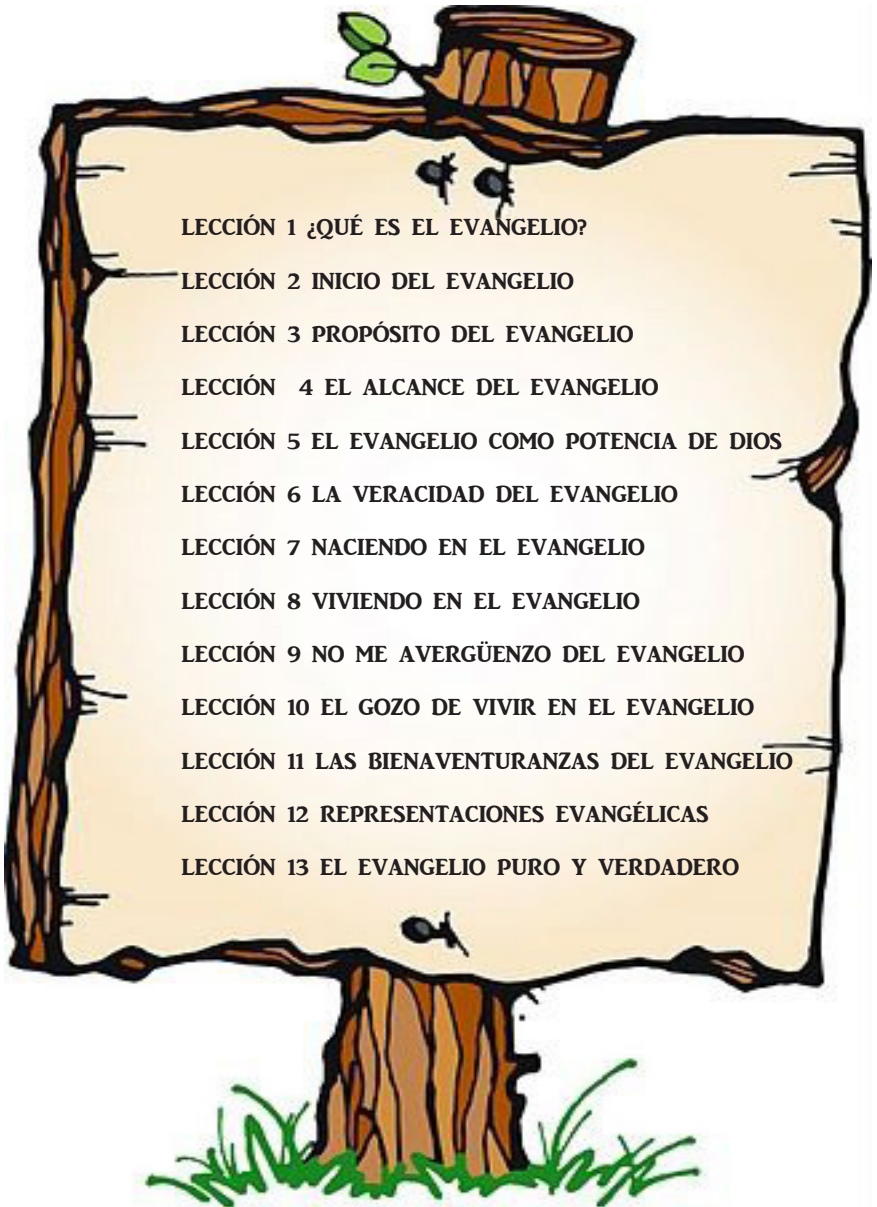 LECCIÓN 1 ¿QUÉ ES EL EVANGELIO?
LECCIÓN 2 INICIO DEL EVANGELIO
LECCIÓN 3 PROPÓSITO DEL EVANGELIO
LECCIÓN 4 EL ALCANCE DEL EVANGELIO
LECCIÓN 5 EL EVANGELIO COMO POTENCIA DE DIOS
LECCIÓN 6 LA VERACIDAD DEL EVANGELIO
LECCIÓN 7 NACIENDO EN EL EVANGELIO
LECCIÓN 8 VIVIENDO EN EL EVANGELIO
LECCIÓN 9 NO ME AVERGÜENZO DEL EVANGELIO
LECCIÓN 10 EL GOZO DE VIVIR EN EL EVANGELIO
LECCIÓN 11 LAS BIENAVENTURANZAS DEL EVANGELIO
LECCIÓN 12 REPRESENTACIONES EVANGÉLICAS
LECCIÓN 13 EL EVANGELIO PURO Y VERDADERO